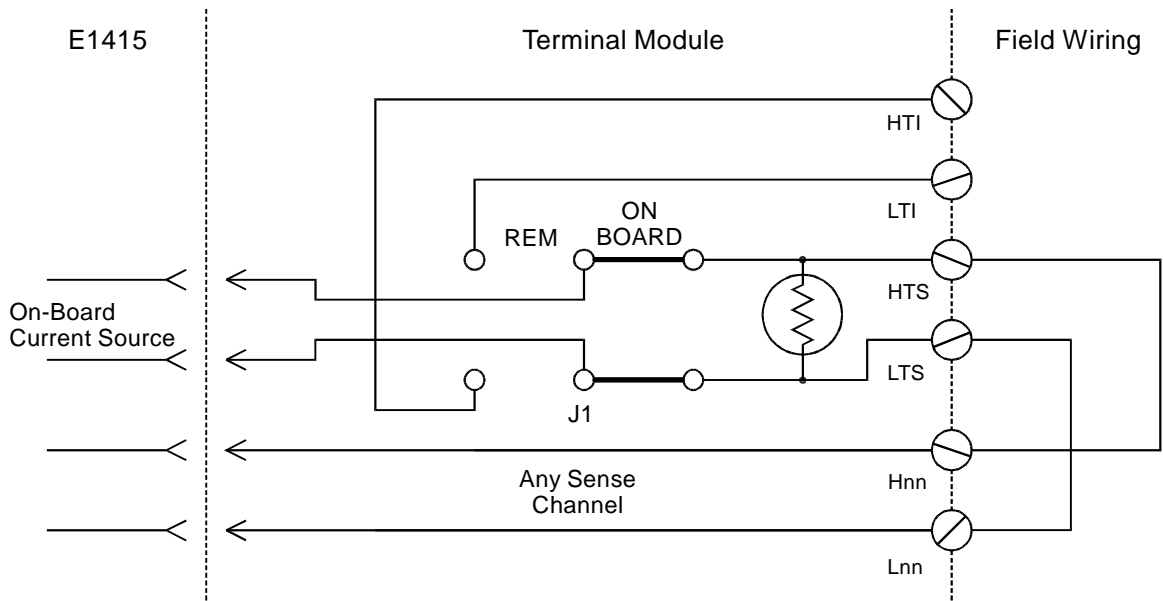 E1415
Terminal Module
Field Wiring
HTI
LTI
ON
BOARD
REM
HTS
On-Board
Current Source
LTS
J1
Any Sense
Channel
Hnn
Lnn